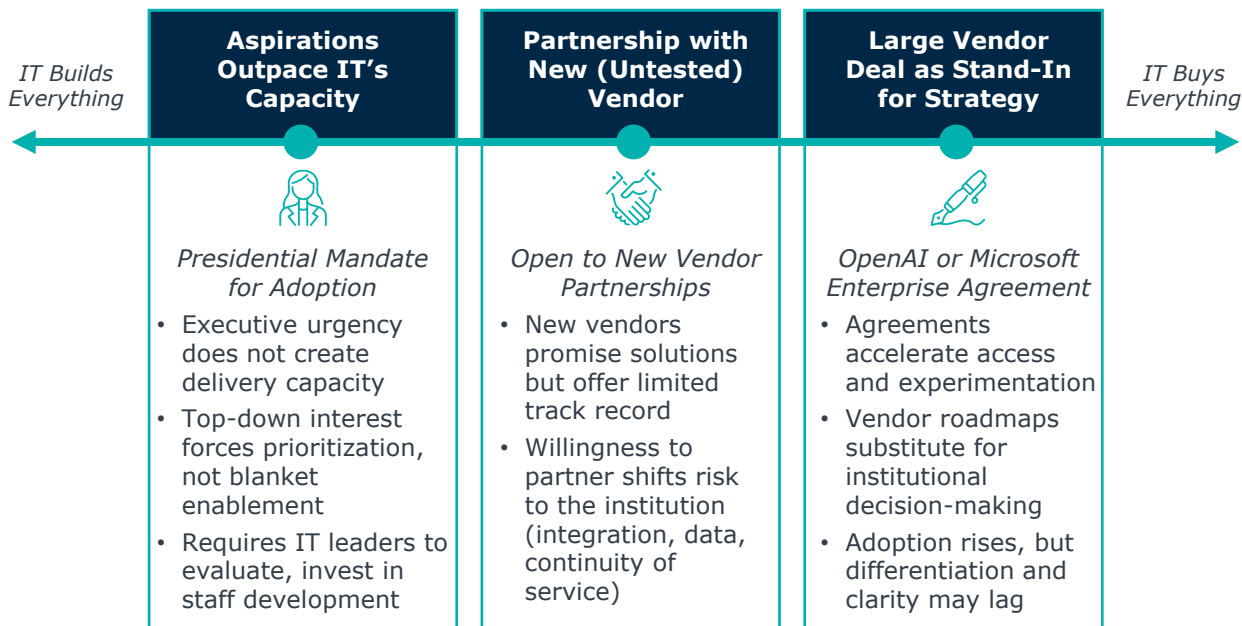 IT Builds
Everything
Aspirations
Outpace IT’s
Capacity
Presidential Mandate
for Adoption
• Executive urgency
does not create
delivery capacity
• Top-down interest
forces prioritization,
not blanket
enablement
• Requires IT leaders to
evaluate, invest in
staff development
Partnership with
New (Untested)
Vendor
Open to New Vendor
Partnerships
• New vendors
promise solutions
but offer limited
track record
• Willingness to
partner shifts risk
to the institution
(integration, data,
continuity of
service)
Large Vendor
Deal as Stand-In
for Strategy
OpenAI or Microsoft
Enterprise Agreement
• Agreements
accelerate access
and experimentation
• Vendor roadmaps
substitute for
institutional
decision-making
• Adoption rises, but
differentiation and
clarity may lag
IT Buys
Everything